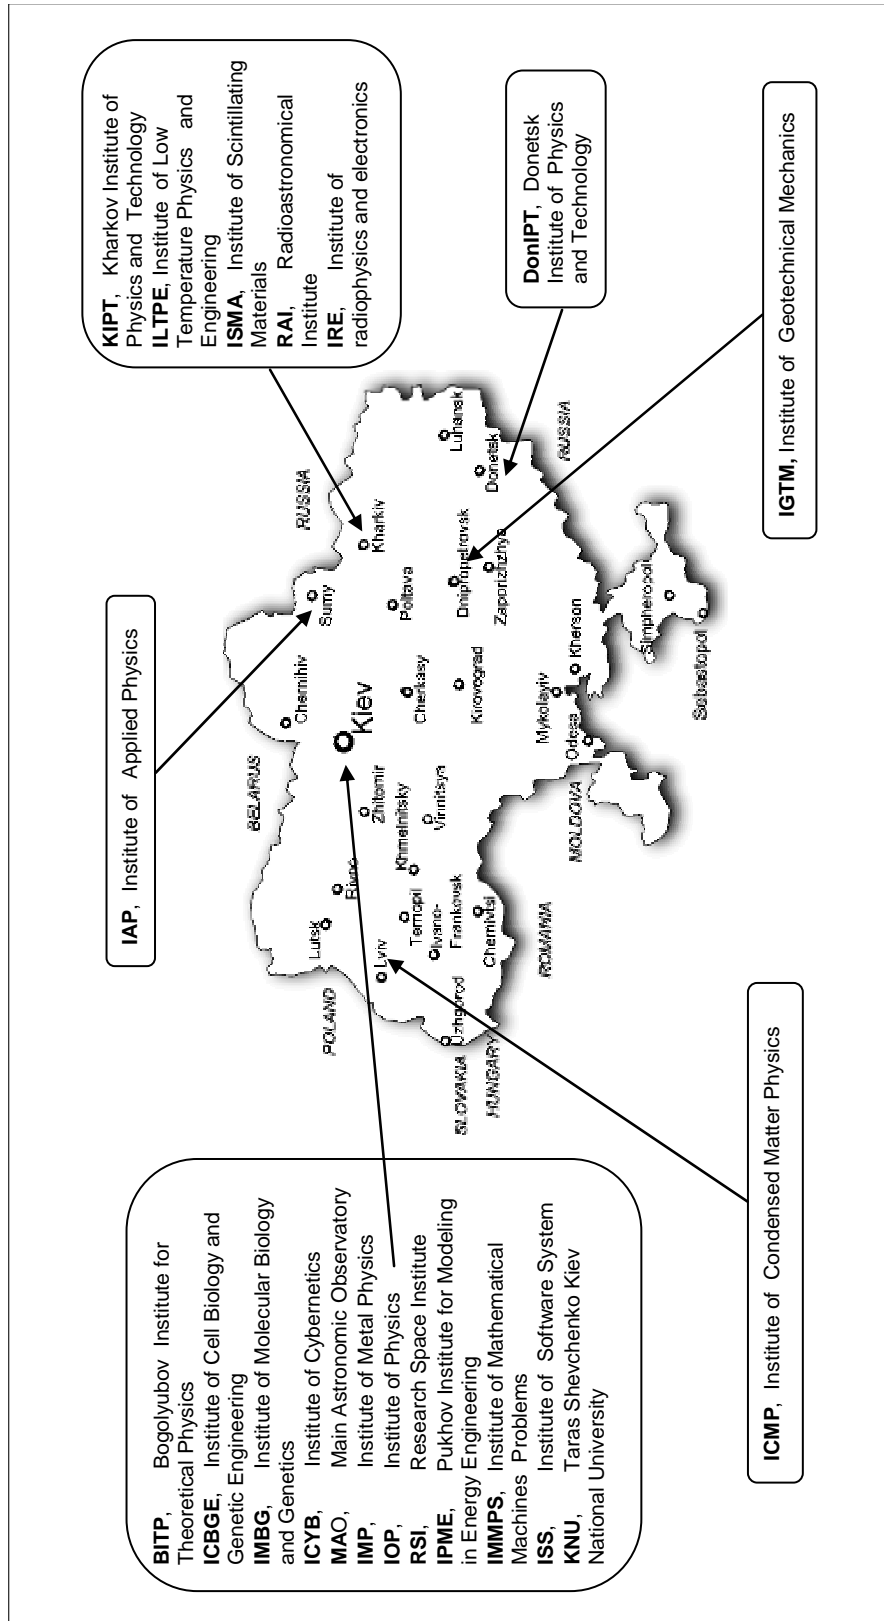 BITP, Bogolyubov Institute for
Theoretical Physics
ICBGE, Institute of Cell Biology and
Genetic Engineering
IMBG, Institute of Molecular Biology
and Genetics
ICYB, Institute of Cybernetics
MAO, Main Astronomic Observatory
IMP, Institute of Metal Physics
IOP, Institute of Physics
RSI, Research Space Institute
IPME, Pukhov Institute for Modeling
in Energy Engineering
IMMPS, Institute of Mathematical
Machines Problems
ISS, Institute of Software System
KNU, Taras Shevchenko Kiev
National University
IAP, Institute of Applied Physics
KIPT, Kharkov Institute of
Physics and Technology
ILTPE, Institute of Low
Temperature Physics and
Engineering
ISMA, Institute of Scintillating
Materials
RAI, Radioastronomical
Institute
IRE, Institute of
radiophysics and electronics
BELARUS
RUSSIA
POLAND
Chernihiv
Sumy
Lutsk
Rivne
Kiev
Zhitomir
Kharkiv
Lviv
Poltava
Ternopil
Khmelnitsky
Cherkasy
Ivano-
Frankovsk
Vinnitsya
Kirovograd
Dnipropetrovsk
Luhansk
Uzhgorod
SLOVAKIA
HUNGARY
Chernivtsi
Zaporizhzhya
Donetsk
ROMANIA
MOLDOVA
Mykolayiv
Odesa
Kherson
RUSSIA
Simpheropol
Sebastopol
DonIPT, Donetsk
Institute of Physics
and Technology
ICMP, Institute of Condensed Matter Physics
IGTM, Institute of Geotechnical Mechanics